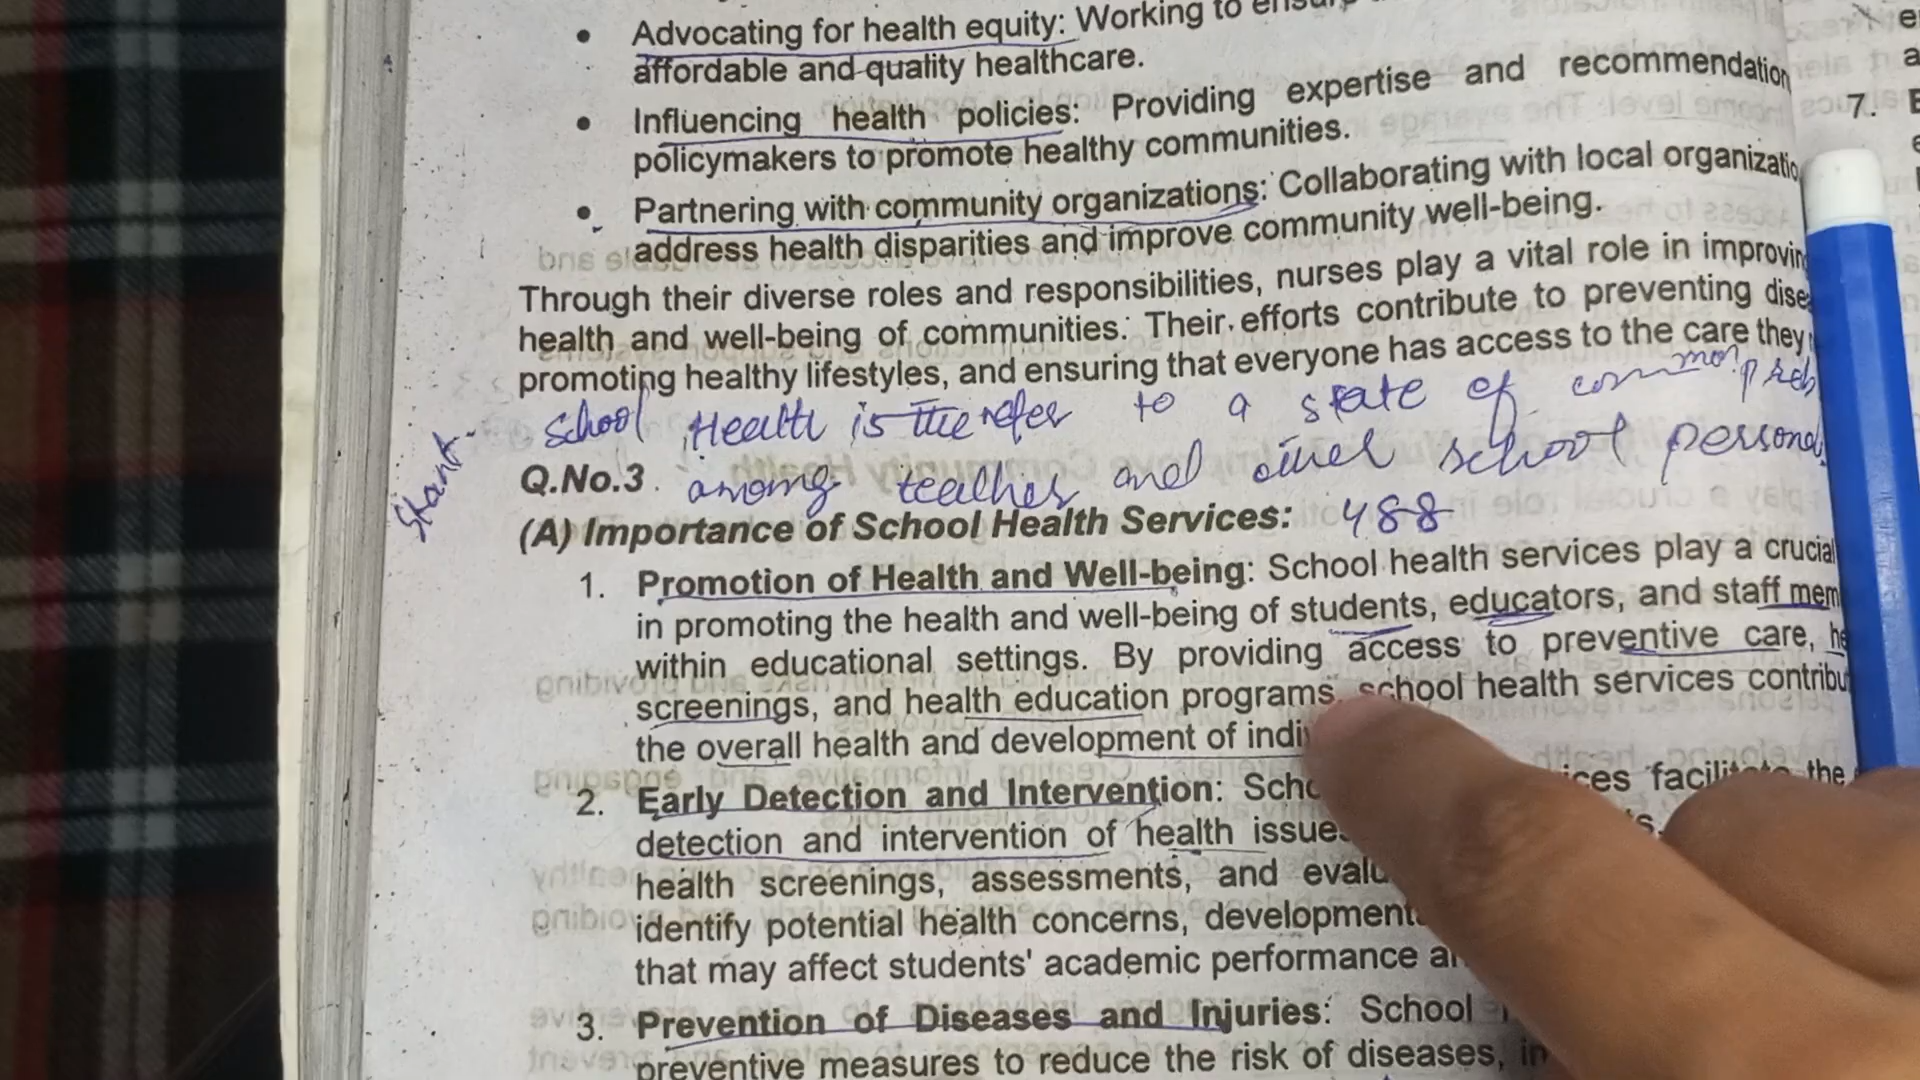 • Advocating for health equity: Working to
affordable and quality healthcare.
• Influencing health policies: Providing expertise and recommendation
policymakers to promote healthy communities.
• Partnering with community organizations: Collaborating with local organizatio
address health disparities and improve community well-being.
Through their diverse roles and responsibilities, nurses play a vital role in improvin
health and well-being of communities. Their efforts contribute to preventing dise
promoting healthy lifestyles, and ensuring that everyone has access to the care they
school Health is the refer to a state of common prob
Start
Q.No.3. among teacher and other school personal
(A) Importance of School Health Services: 488
1. Promotion of Health and Well-being: School health services play a crucial
in promoting the health and well-being of students, educators, and staff mem
within educational settings. By providing access to preventive care, he
screenings, and health education programs, school health services contribu
the overall health and development of indi
2. Early Detection and Intervention: Scho ices facilitate the
detection and intervention of health issue s.
health screenings, assessments, and evalu
identify potential health concerns, development
that may affect students' academic performance a
3. Prevention of Diseases and Injuries: School
preventive measures to reduce the risk of diseases, in
7.